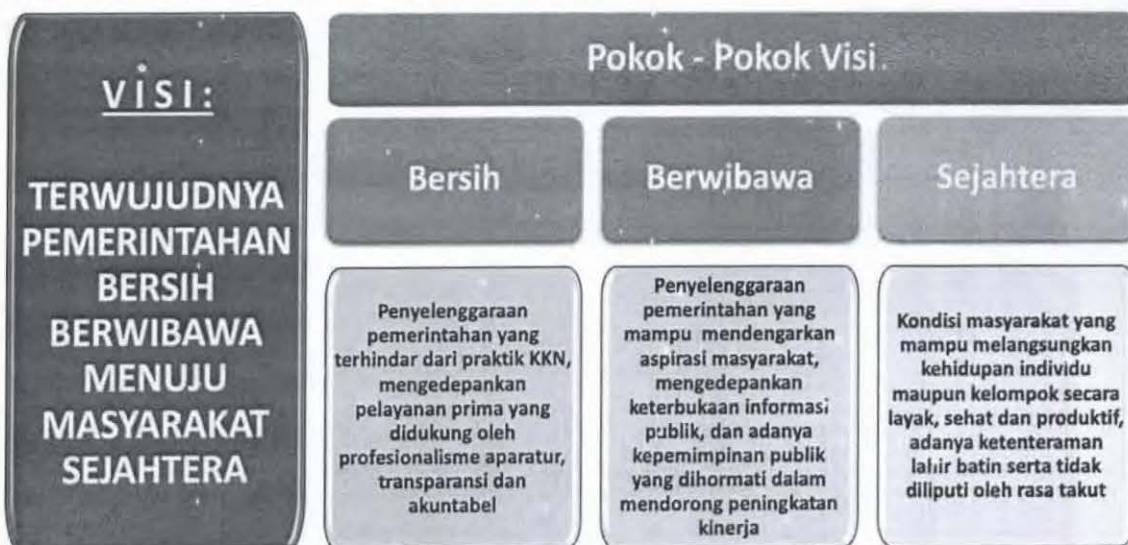 VISI:
TERWUJUDNYA
PEMERINTAHAN
BERSIH
BERWIBAWA
MENUJU
MASYARAKAT
SEJAHTERA
Pokok - Pokok Visi
Bersih
Penyelenggaraan
pemerintahan yang
terhindar dari praktik KKN,
mengedepankan
pelayanan prima yang
didukung oleh
profesionalisme aparatur,
transparansi dan
akuntabel
Berwibawa
Penyelenggaraan
pemerintahan yang
mampu mendengarkan
aspirasi masyarakat,
mengedepankan
keterbukaan informasi
publik, dan adanya
kepemimpinan publik
yang dihormati dalam
mendorong peningkatan
kinerja
Sejahtera
Kondisi masyarakat yang
mampu melangsungkan
kehidupan individu
maupun kelompok secara
layak, sehat dan produktif,
adanya ketenteraman
lahir batin serta tidak
diliputi oleh rasa takut